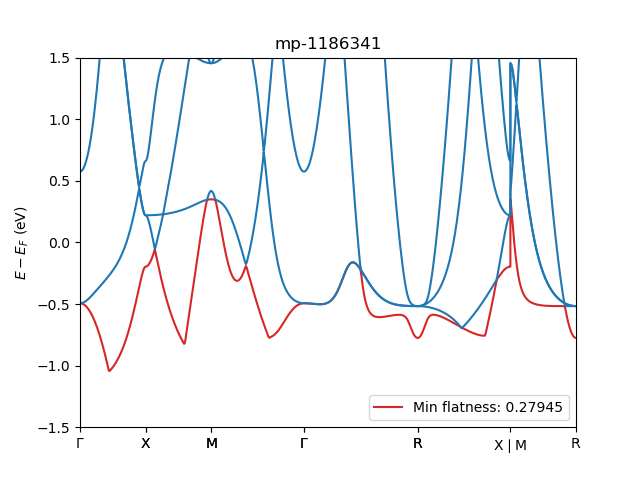 mp-1186341
E − E_F (eV)
1.5
1.0
0.5
0.0
−0.5
−1.0
−1.5
Min flatness: 0.27945
Γ X M Γ R X | M R